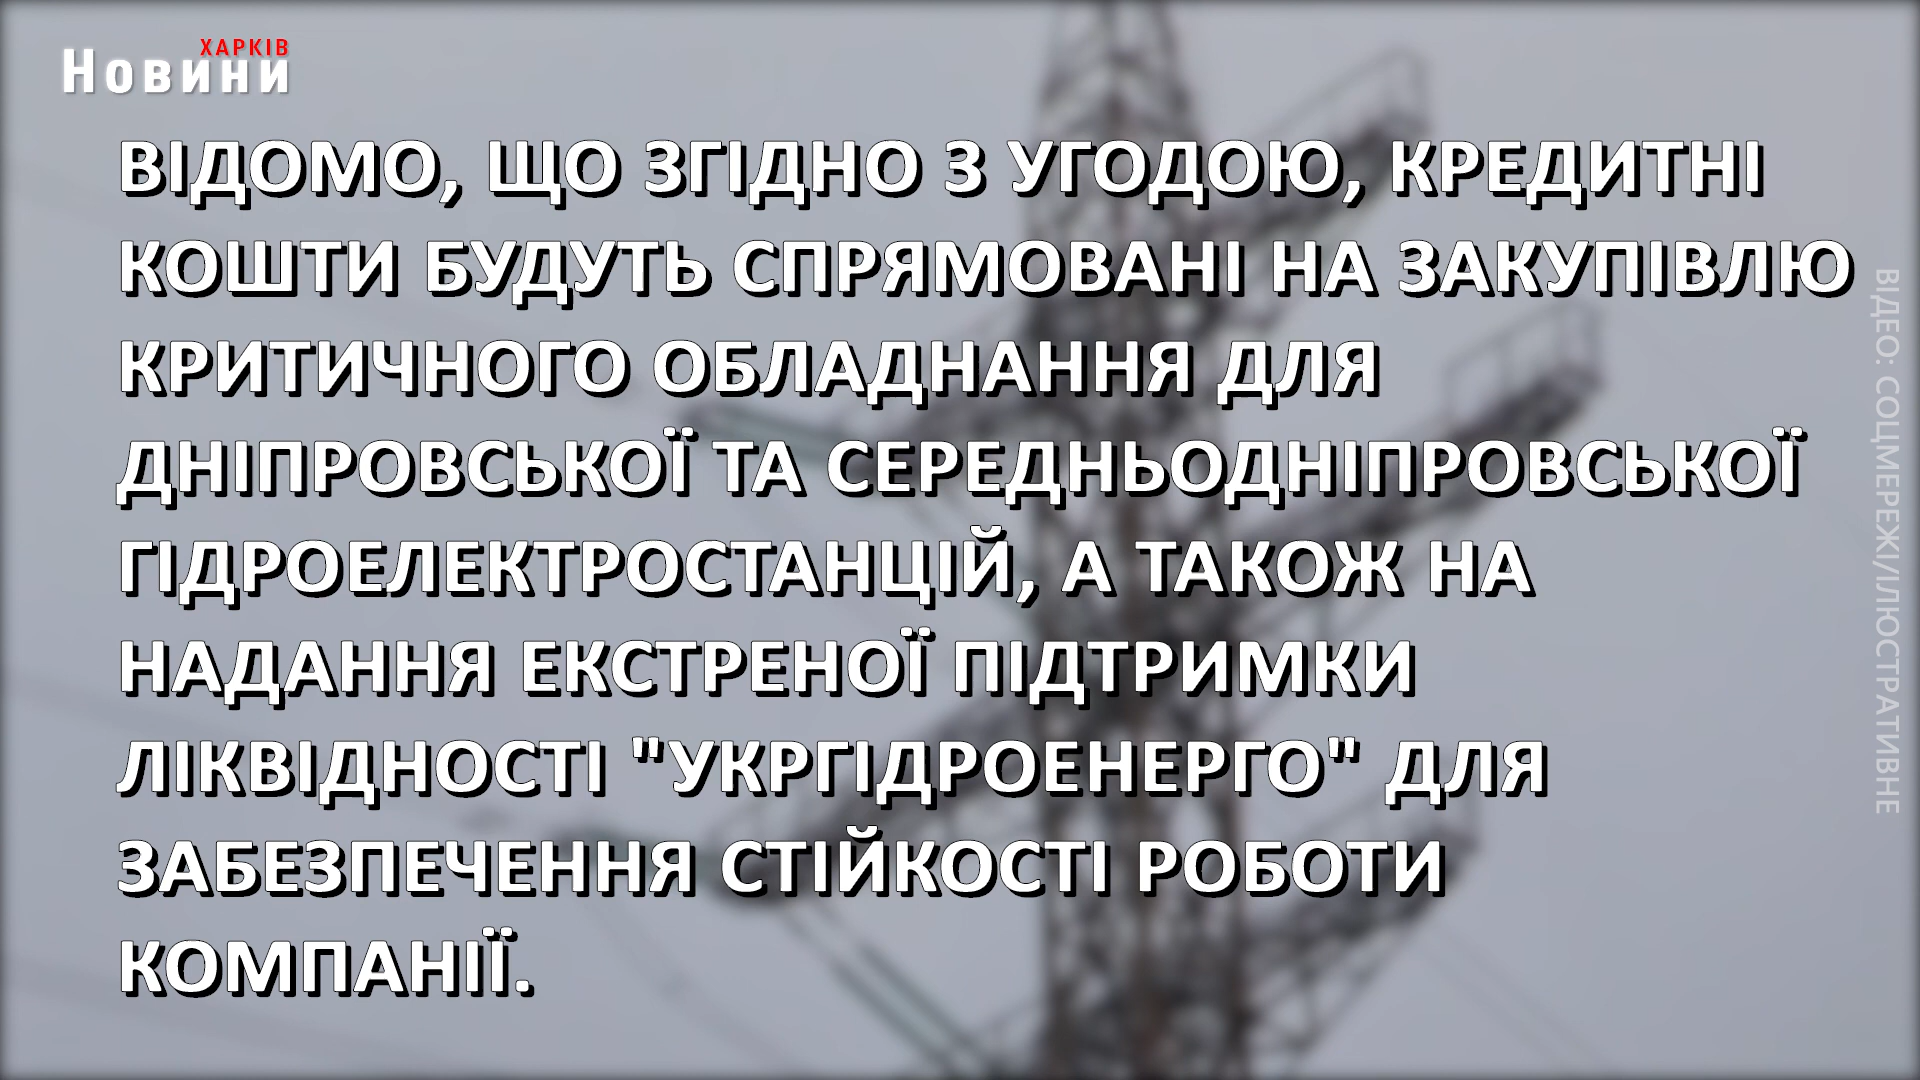 ХАРКІВ
Новини
ВІДОМО, ЩО ЗГІДНО З УГОДОЮ, КРЕДИТНІ
КОШТИ БУДУТЬ СПРЯМОВАНІ НА ЗАКУПІВЛЮ
КРИТИЧНОГО ОБЛАДНАННЯ ДЛЯ
ДНІПРОВСЬКОЇ ТА СЕРЕДНЬОДНІПРОВСЬКОЇ
ГІДРОЕЛЕКТРОСТАНЦІЙ, А ТАКОЖ НА
НАДАННЯ ЕКСТРЕНОЇ ПІДТРИМКИ
ЛІКВІДНОСТІ "УКРГІДРОЕНЕРГО" ДЛЯ
ЗАБЕЗПЕЧЕННЯ СТІЙКОСТІ РОБОТИ
КОМПАНІЇ.
ВІДЕО: СОЦМЕРЕЖІ/ІЛЮСТРАТИВНЕ